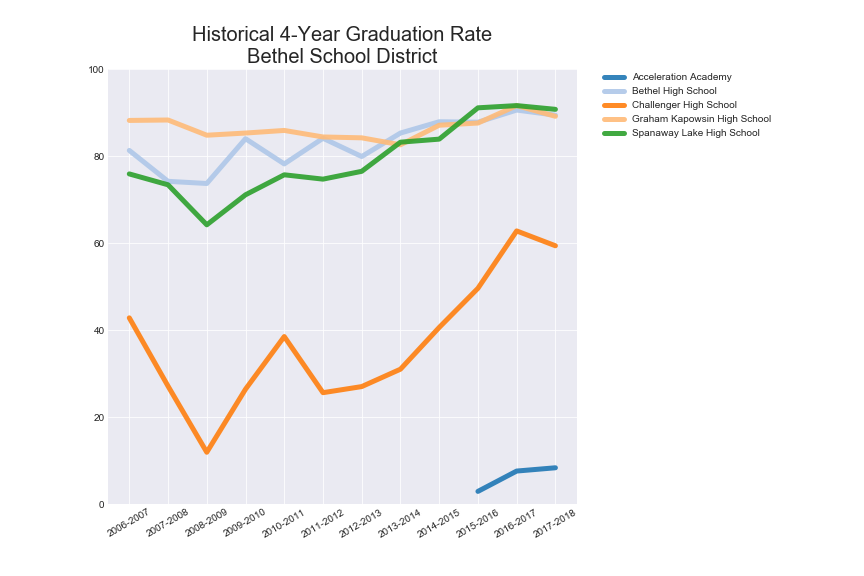 Historical 4-Year Graduation Rate
Bethel School District
100
80
60
40
20
0
2006-2007
2007-2008
2008-2009
2009-2010
2010-2011
2011-2012
2012-2013
2013-2014
2014-2015
2015-2016
2016-2017
2017-2018
Acceleration Academy
Bethel High School
Challenger High School
Graham Kapowsin High School
Spanaway Lake High School